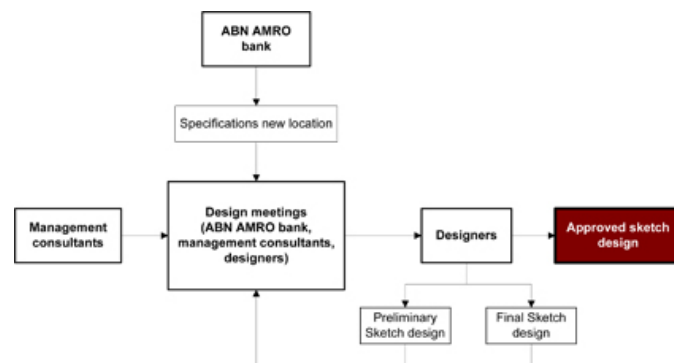 ABN AMRO
bank
Specifications new location
Management
consultants
Design meetings
(ABN AMRO bank,
management consultants,
designers)
Designers
Approved sketch
design
Preliminary
Sketch design
Final Sketch
design